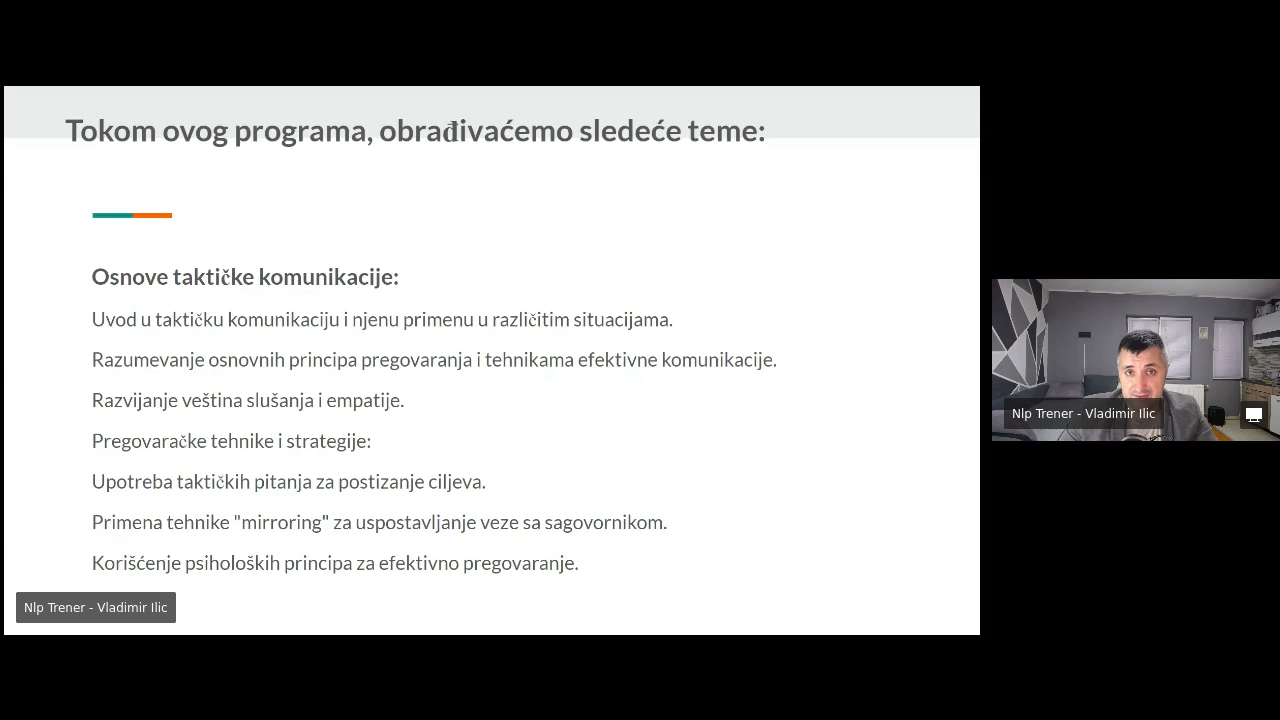 Tokom ovog programa, obrađivaćemo sledeće teme:
Osnove taktičke komunikacije:
Uvod u taktičku komunikaciju i njenu primenu u različitim situacijama.
Razumevanje osnovnih principa pregovaranja i tehnikama efektivne komunikacije.
Razvijanje veština slušanja i empatije.
Pregovaračke tehnike i strategije:
Upotreba taktičkih pitanja za postizanje ciljeva.
Primena tehnike "mirroring" za uspostavljanje veze sa sagovornikom.
Korišćenje psiholoških principa za efektivno pregovaranje.
Nlp Trener - Vladimir Ilic
Nlp Trener - Vladimir Ilic